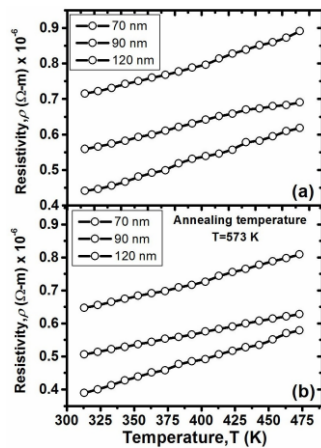 0.9
0.8
0.7
0.6
0.5
0.4
Resistivity,ρ (Ω-m) x 10⁻⁶
70 nm
90 nm
120 nm
(a)
0.8
0.7
0.6
0.5
0.4
Resistivity,ρ (Ω-m) x 10⁻⁶
70 nm
90 nm
120 nm
Annealing temperature
T=573 K
(b)
300 325 350 375 400 425 450 475 500
Temperature,T (K)